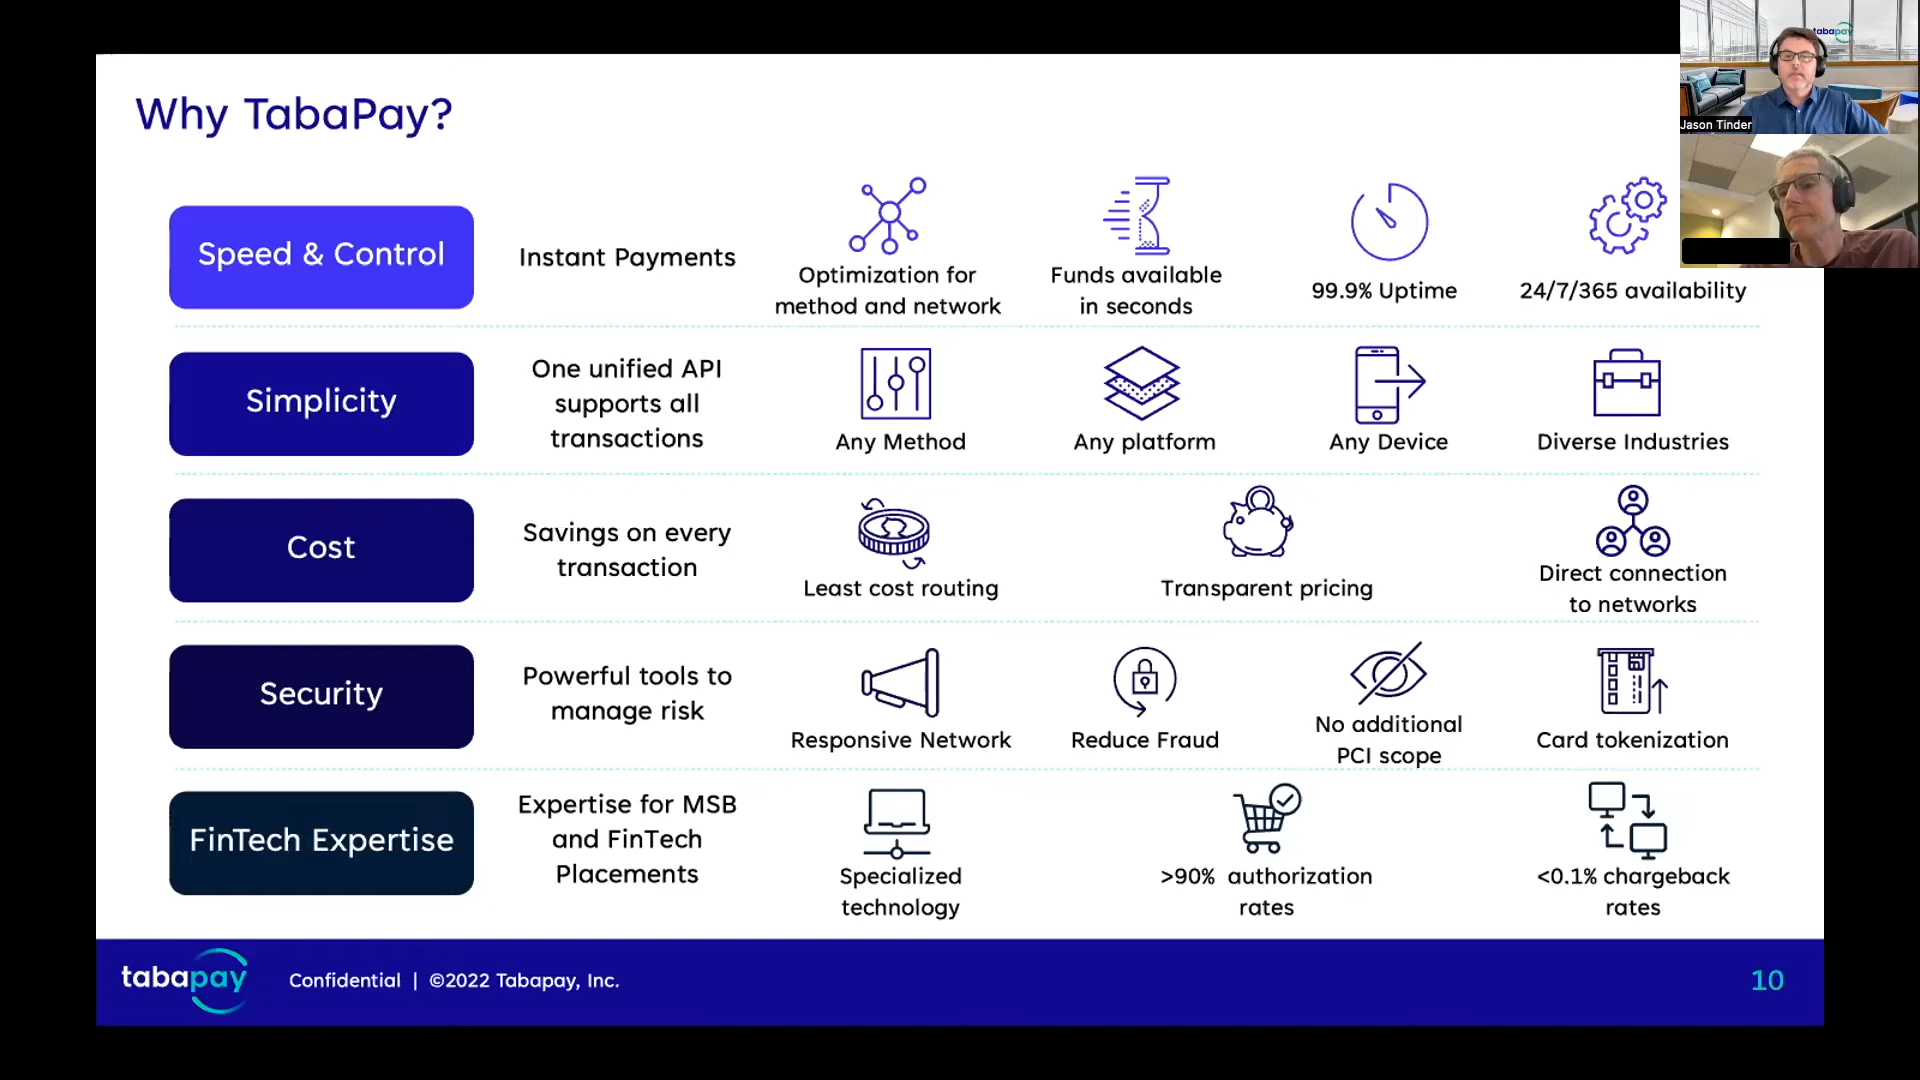 Why TabaPay?
tabapay
Jason Tinder
Speed & Control
Instant Payments
Optimization for
method and network
Funds available
in seconds
99.9% Uptime
24/7/365 availability
Simplicity
One unified API
supports all
transactions
Any Method
Any platform
Any Device
Diverse Industries
Cost
Savings on every
transaction
Least cost routing
Transparent pricing
Direct connection
to networks
Security
Powerful tools to
manage risk
Responsive Network
Reduce Fraud
No additional
PCI scope
Card tokenization
FinTech Expertise
Expertise for MSB
and FinTech
Placements
Specialized
technology
>90% authorization
rates
<0.1% chargeback
rates
tabapay
Confidential | ©2022 Tabapay, Inc.
10